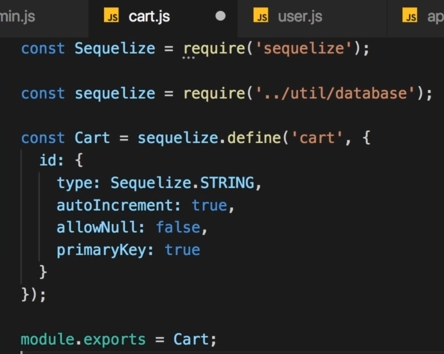 min.js JS cart.js JS user.js JS ap
const Sequelize = require('sequelize');
const sequelize = require('../util/database');
const Cart = sequelize.define('cart', {
id: {
type: Sequelize.STRING,
autoIncrement: true,
allowNull: false,
primaryKey: true
}
});
module.exports = Cart;